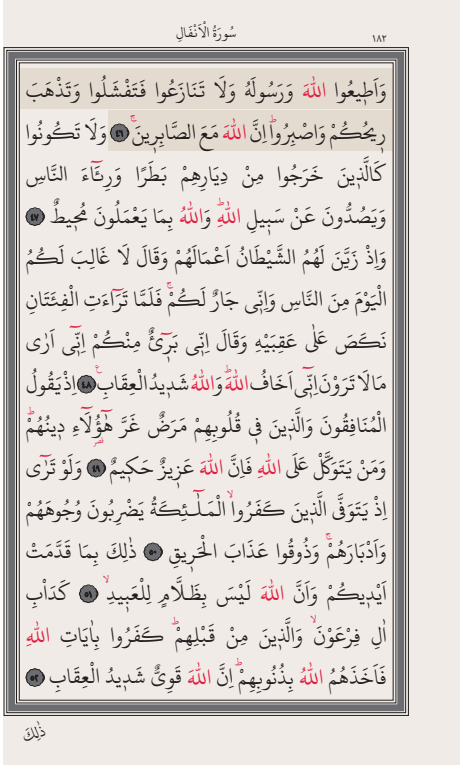 سُورَةُ الْاَنْفَالِ
١٨٢
وَاَط۪يعُوا اللّٰهَ وَرَسُولَهُ وَلَا تَنَازَعُوا فَتَفْشَلُوا وَتَذْهَبَ
ر۪يحُكُمْ وَاصْبِرُواۜ اِنَّ اللّٰهَ مَعَ الصَّابِر۪ينَۚ ﴿٤٦﴾ وَلَا تَكُونُوا
كَالَّذ۪ينَ خَرَجُوا مِنْ دِيَارِهِمْ بَطَرًا وَرِئَٓاءَ النَّاسِ
وَيَصُدُّونَ عَنْ سَب۪يلِ اللّٰهِۜ وَاللّٰهُ بِمَا يَعْمَلُونَ مُح۪يطٌ ﴿٤٧﴾
وَاِذْ زَيَّنَ لَهُمُ الشَّيْطَانُ اَعْمَالَهُمْ وَقَالَ لَا غَالِبَ لَكُمُ
الْيَوْمَ مِنَ النَّاسِ وَاِنّ۪ي جَارٌ لَكُمْۚ فَلَمَّا تَرَٓاءَتِ الْفِئَتَانِ
نَكَصَ عَلٰى عَقِبَيْهِ وَقَالَ اِنّ۪ي بَر۪ٓيءٌ مِنْكُمْ اِنّ۪ٓي اَرٰى
مَالَا تَرَوْنَ اِنّ۪ٓي اَخَافُ اللّٰهَۜ وَاللّٰهُ شَد۪يدُ الْعِقَابِ۟ ﴿٤٨﴾ اِذْ يَقُولُ
الْمُنَافِقُونَ وَالَّذ۪ينَ ف۪ي قُلُوبِهِمْ مَرَضٌ غَرَّ هٰٓؤُ۬لَٓاءِ د۪ينُهُمْۜ
وَمَنْ يَتَوَكَّلْ عَلَى اللّٰهِ فَاِنَّ اللّٰهَ عَز۪يزٌ حَك۪يمٌ ﴿٤٩﴾ وَلَوْ تَرٰٓى
اِذْ يَتَوَفَّى الَّذ۪ينَ كَفَرُواۙ الْمَلٰٓئِكَةُ يَضْرِبُونَ وُجُوهَهُمْ
وَاَدْبَارَهُمْۚ وَذُوقُوا عَذَابَ الْحَر۪يقِ ﴿٥٠﴾ ذٰلِكَ بِمَا قَدَّمَتْ
اَيْد۪يكُمْ وَاَنَّ اللّٰهَ لَيْسَ بِظَلَّامٍ لِلْعَب۪يدِۙ ﴿٥١﴾ كَدَأْبِ
اٰلِ فِرْعَوْنَۙ وَالَّذ۪ينَ مِنْ قَبْلِهِمْۜ كَفَرُوا بِاٰيَاتِ اللّٰهِ
فَاَخَذَهُمُ اللّٰهُ بِذُنُوبِهِمْۜ اِنَّ اللّٰهَ قَوِيٌّ شَد۪يدُ الْعِقَابِ ﴿٥٢﴾
ذٰلِكَ